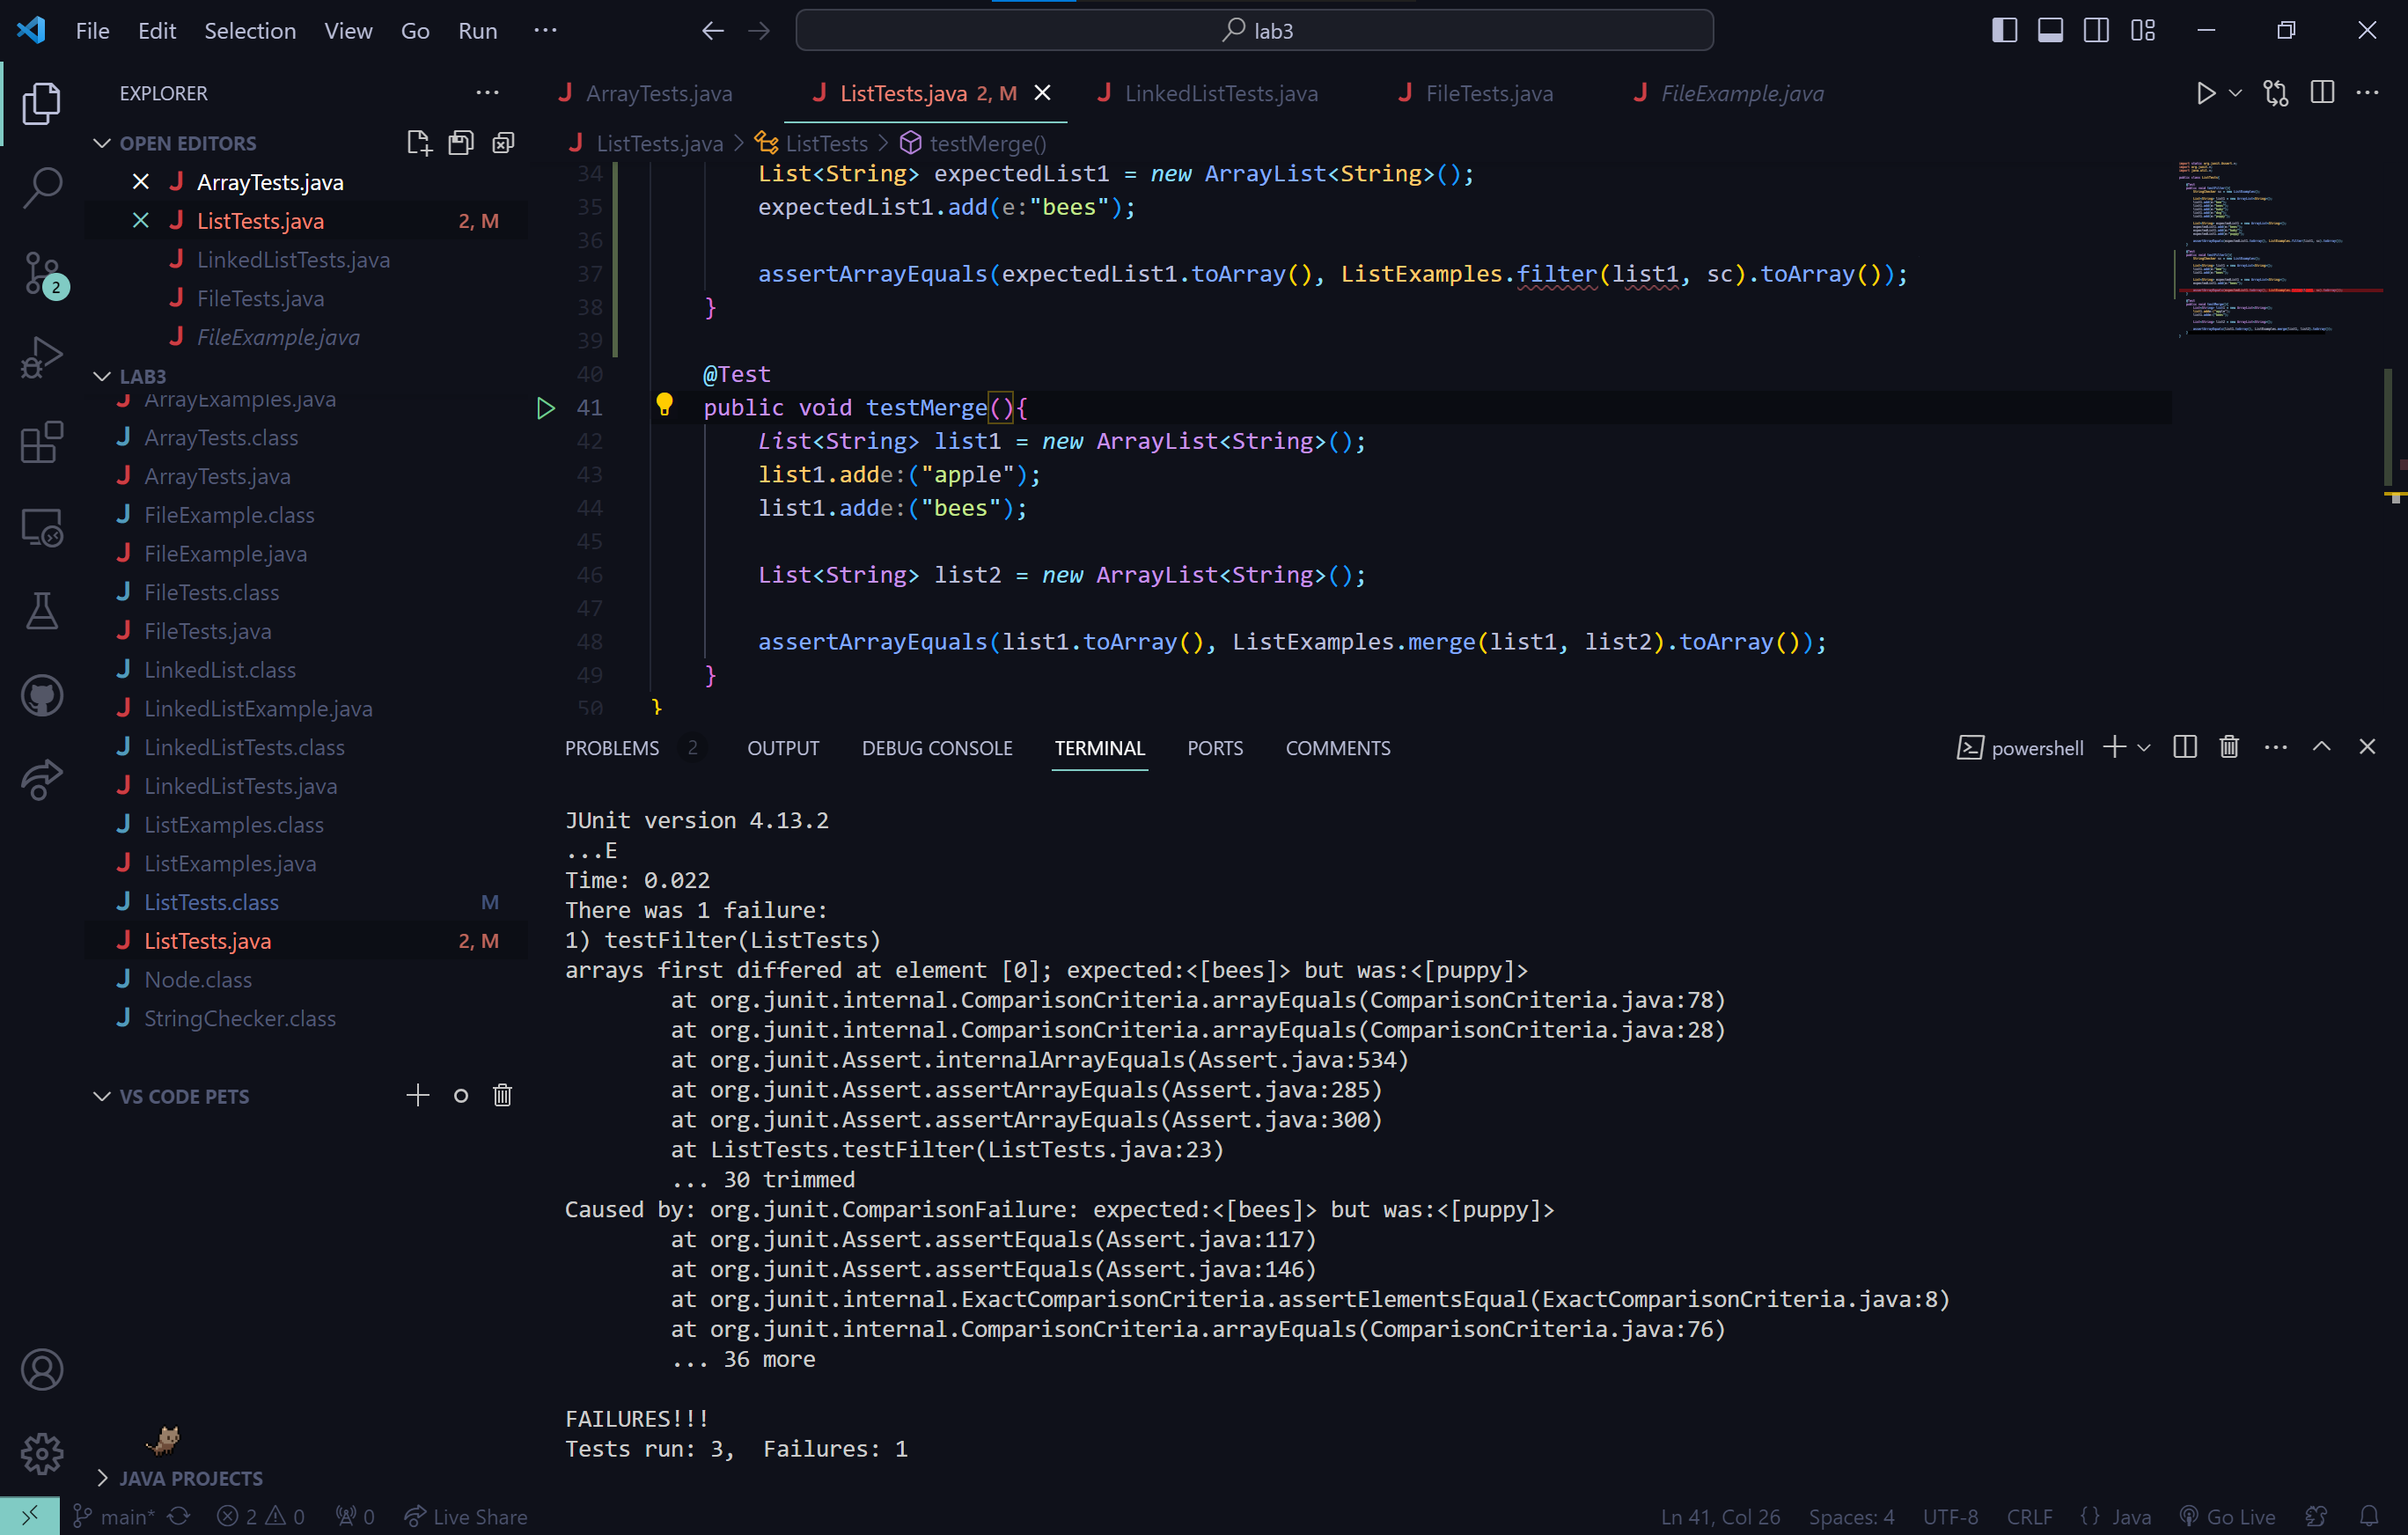 File Edit Selection View Go Run ··· lab3
EXPLORER
OPEN EDITORS
ArrayTests.java
ListTests.java 2, M
LinkedListTests.java
FileTests.java
FileExample.java
LAB3
ArrayExamples.java
ArrayTests.class
ArrayTests.java
FileExample.class
FileExample.java
FileTests.class
FileTests.java
LinkedList.class
LinkedListExample.java
LinkedListTests.class
LinkedListTests.java
ListExamples.class
ListExamples.java
ListTests.class M
ListTests.java 2, M
Node.class
StringChecker.class
VS CODE PETS
JAVA PROJECTS
2
ArrayTests.java ListTests.java 2, M LinkedListTests.java FileTests.java FileExample.java
ListTests.java > ListTests > testMerge()
34 List<String> expectedList1 = new ArrayList<String>();
35 expectedList1.add(e:"bees");
36
37 assertArrayEquals(expectedList1.toArray(), ListExamples.filter(list1, sc).toArray());
38 }
39
40 @Test
41 public void testMerge(){
42 List<String> list1 = new ArrayList<String>();
43 list1.adde:("apple");
44 list1.adde:("bees");
45
46 List<String> list2 = new ArrayList<String>();
47
48 assertArrayEquals(list1.toArray(), ListExamples.merge(list1, list2).toArray());
49 }
50 }
PROBLEMS 2 OUTPUT DEBUG CONSOLE TERMINAL PORTS COMMENTS powershell
JUnit version 4.13.2
...E
Time: 0.022
There was 1 failure:
1) testFilter(ListTests)
arrays first differed at element [0]; expected:<[bees]> but was:<[puppy]>
at org.junit.internal.ComparisonCriteria.arrayEquals(ComparisonCriteria.java:78)
at org.junit.internal.ComparisonCriteria.arrayEquals(ComparisonCriteria.java:28)
at org.junit.Assert.internalArrayEquals(Assert.java:534)
at org.junit.Assert.assertArrayEquals(Assert.java:285)
at org.junit.Assert.assertArrayEquals(Assert.java:300)
at ListTests.testFilter(ListTests.java:23)
... 30 trimmed
Caused by: org.junit.ComparisonFailure: expected:<[bees]> but was:<[puppy]>
at org.junit.Assert.assertEquals(Assert.java:117)
at org.junit.Assert.assertEquals(Assert.java:146)
at org.junit.internal.ExactComparisonCriteria.assertElementsEqual(ExactComparisonCriteria.java:8)
at org.junit.internal.ComparisonCriteria.arrayEquals(ComparisonCriteria.java:76)
... 36 more
FAILURES!!!
Tests run: 3,  Failures: 1
main* 2 0 0 Live Share Ln 41, Col 26 Spaces: 4 UTF-8 CRLF {} Java Go Live